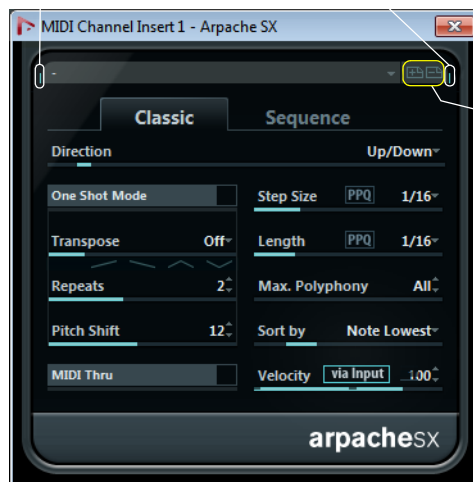 MIDI Channel Insert 1 - Arpache SX
-
Classic Sequence
Direction Up/Down
One Shot Mode Step Size PPQ 1/16
Transpose Off Length PPQ 1/16
Repeats 2 Max. Polyphony All
Pitch Shift 12 Sort by Note Lowest
MIDI Thru Velocity via Input 100
arpacheSX